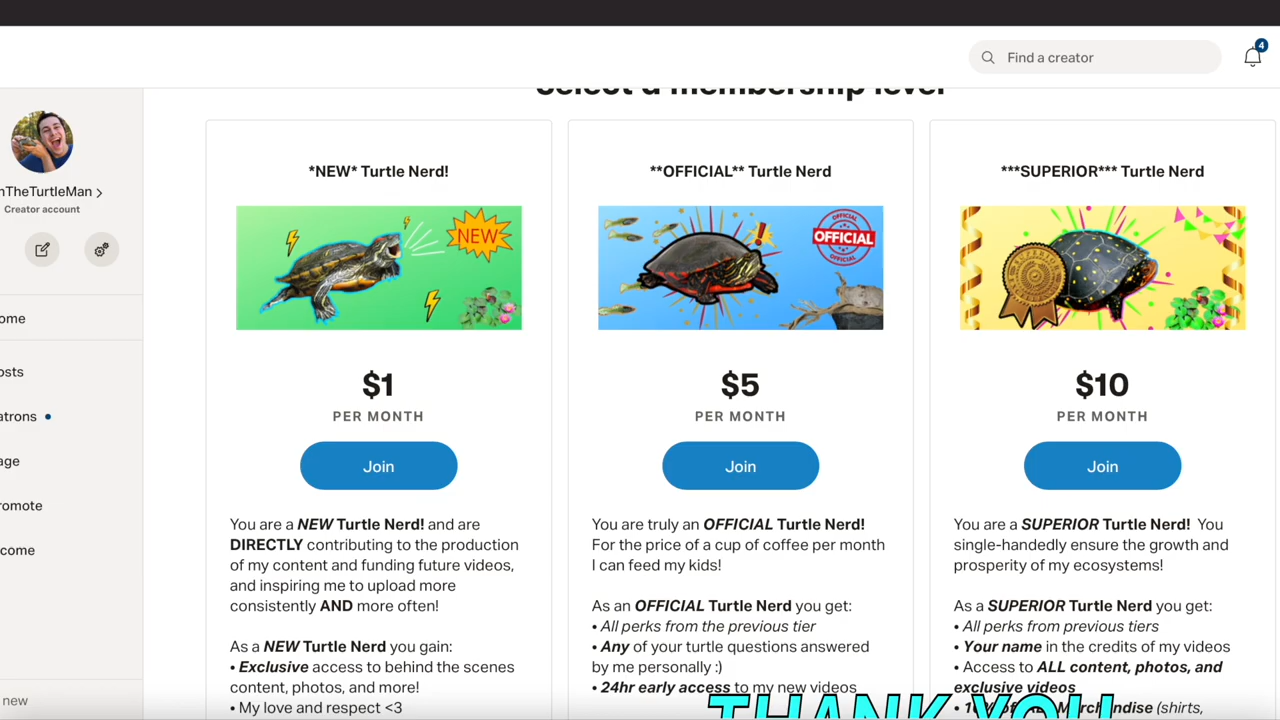 Find a creator
4
Select a membership level
nTheTurtleMan
Creator account
ome
osts
atrons
age
romote
come
new
*NEW* Turtle Nerd!
NEW
$1
PER MONTH
Join
You are a NEW Turtle Nerd! and are
DIRECTLY contributing to the production
of my content and funding future videos,
and inspiring me to upload more
consistently AND more often!
As a NEW Turtle Nerd you gain:
• Exclusive access to behind the scenes
content, photos, and more!
• My love and respect <3
**OFFICIAL** Turtle Nerd
OFFICIAL
OFFICIAL
OFFICIAL
$5
PER MONTH
Join
You are truly an OFFICIAL Turtle Nerd!
For the price of a cup of coffee per month
I can feed my kids!
As an OFFICIAL Turtle Nerd you get:
• All perks from the previous tier
• Any of your turtle questions answered
by me personally :)
• 24hr early access to my new videos
***SUPERIOR*** Turtle Nerd
$10
PER MONTH
Join
You are a SUPERIOR Turtle Nerd! You
single-handedly ensure the growth and
prosperity of my ecosystems!
As a SUPERIOR Turtle Nerd you get:
• All perks from previous tiers
• Your name in the credits of my videos
• Access to ALL content, photos, and
exclusive videos
Merchandise (shirts,
THANK YOU